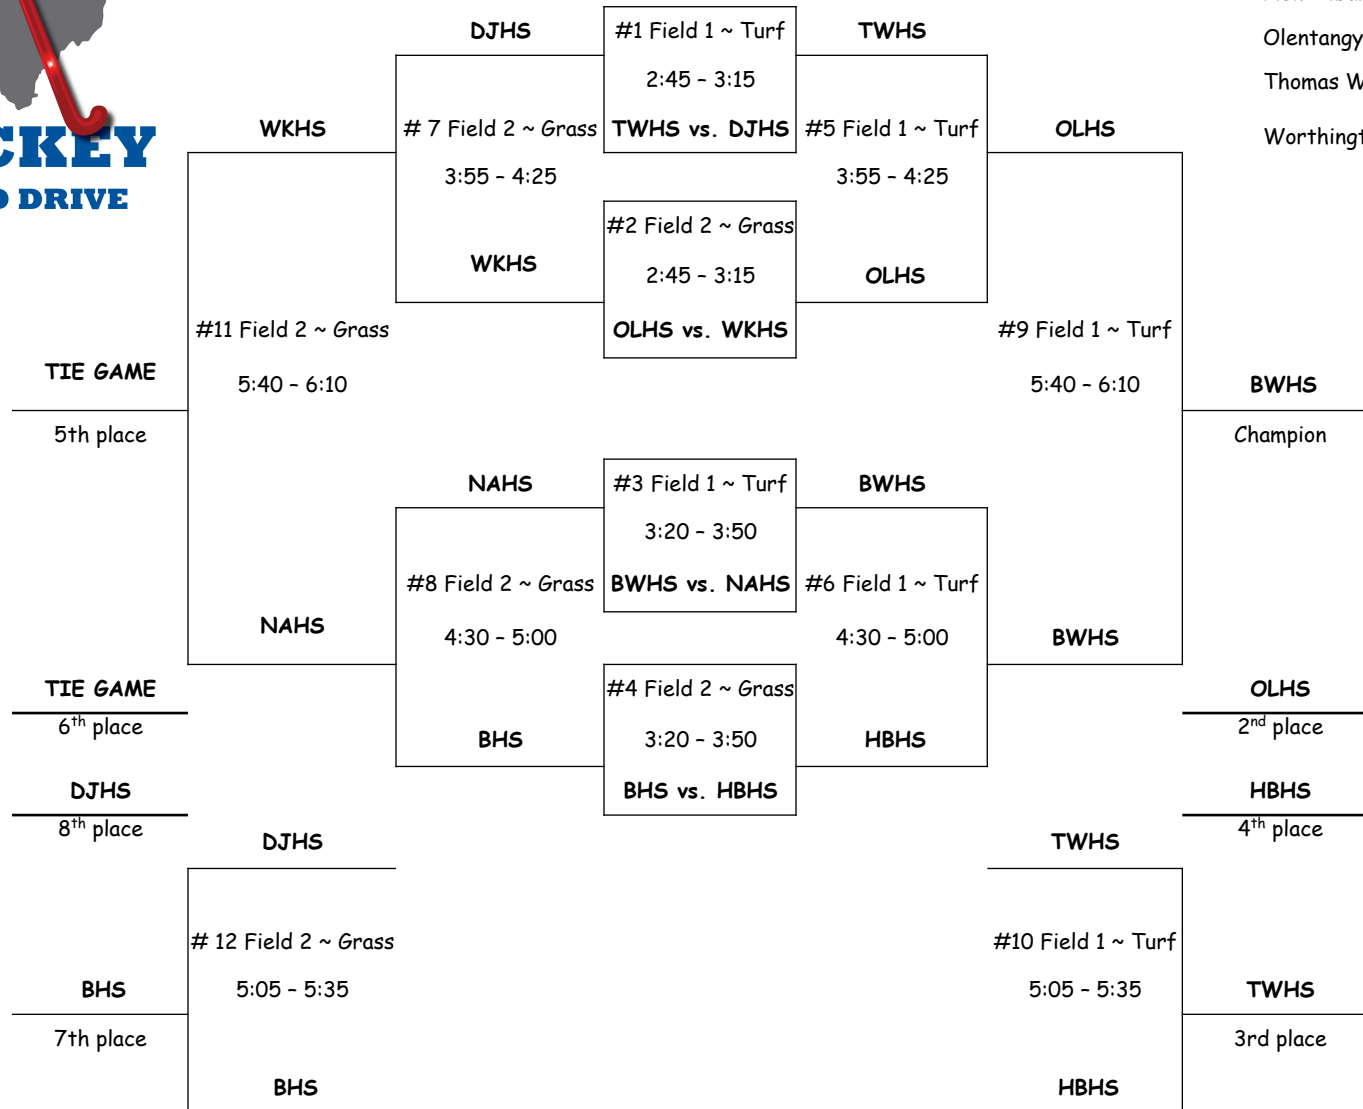 DJHS
#1 Field 1 ~ Turf
TWHS
Olentangy
2:45 – 3:15
Thomas W
WKHS
# 7 Field 2 ~ Grass
TWHS vs. DJHS
#5 Field 1 ~ Turf
OLHS
CKEY
3:55 – 4:25
3:55 – 4:25
DRIVE
#2 Field 2 ~ Grass
WKHS
2:45 – 3:15
OLHS
#11 Field 2 ~ Grass
OLHS vs. WKHS
#9 Field 1 ~ Turf
TIE GAME
5:40 – 6:10
5:40 – 6:10
BWHS
5th place
Champion
NAHS
#3 Field 1 ~ Turf
BWHS
3:20 – 3:50
#8 Field 2 ~ Grass
BWHS vs. NAHS
#6 Field 1 ~ Turf
NAHS
4:30 – 5:00
4:30 – 5:00
BWHS
TIE GAME
#4 Field 2 ~ Grass
OLHS
6th place
BHS
3:20 – 3:50
HBHS
2nd place
DJHS
BHS vs. HBHS
HBHS
8th place
4th place
DJHS
TWHS
# 12 Field 2 ~ Grass
#10 Field 1 ~ Turf
BHS
5:05 – 5:35
5:05 – 5:35
TWHS
7th place
3rd place
BHS
HBHS